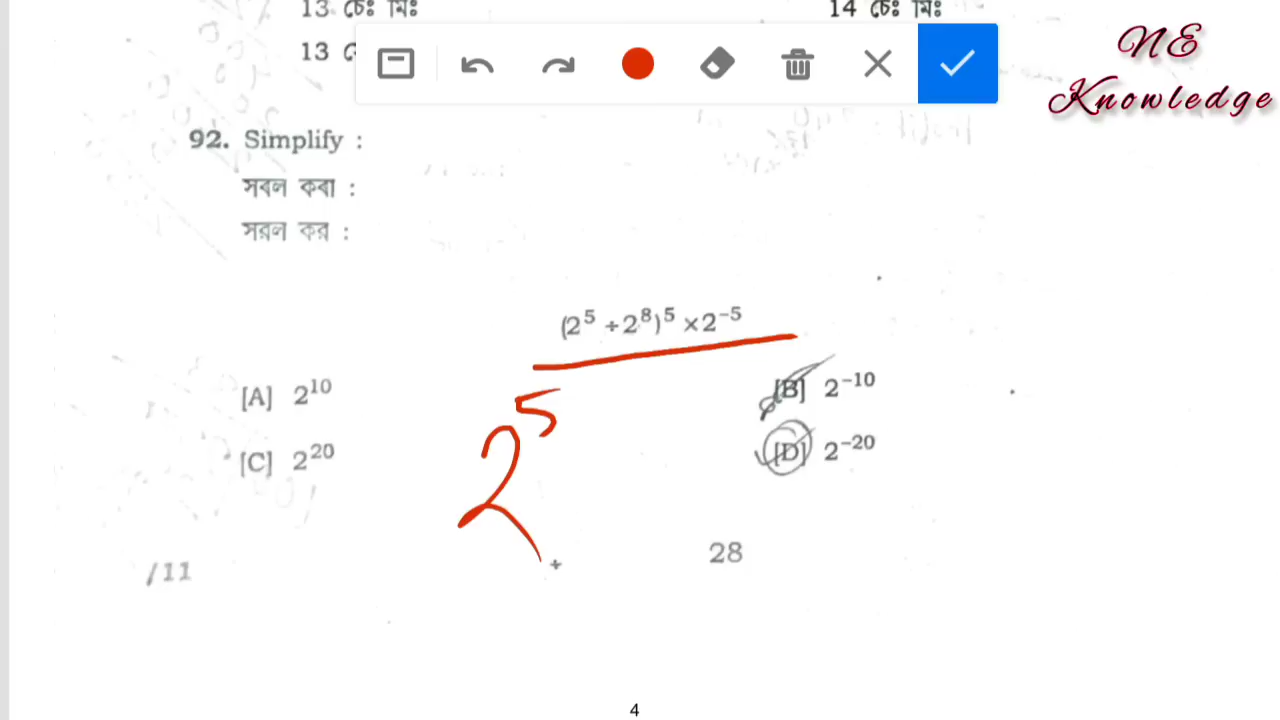 13 চেঃ মিঃ 14 চেঃ মিঃ
13
NE
Knowledge
92. Simplify :
সৰল কৰা :
সরল কর :
(2⁵ ÷ 2⁸)⁵ × 2⁻⁵
[A] 2¹⁰ [B] 2⁻¹⁰
[C] 2²⁰ [D] 2⁻²⁰
2⁵
/11 28
4